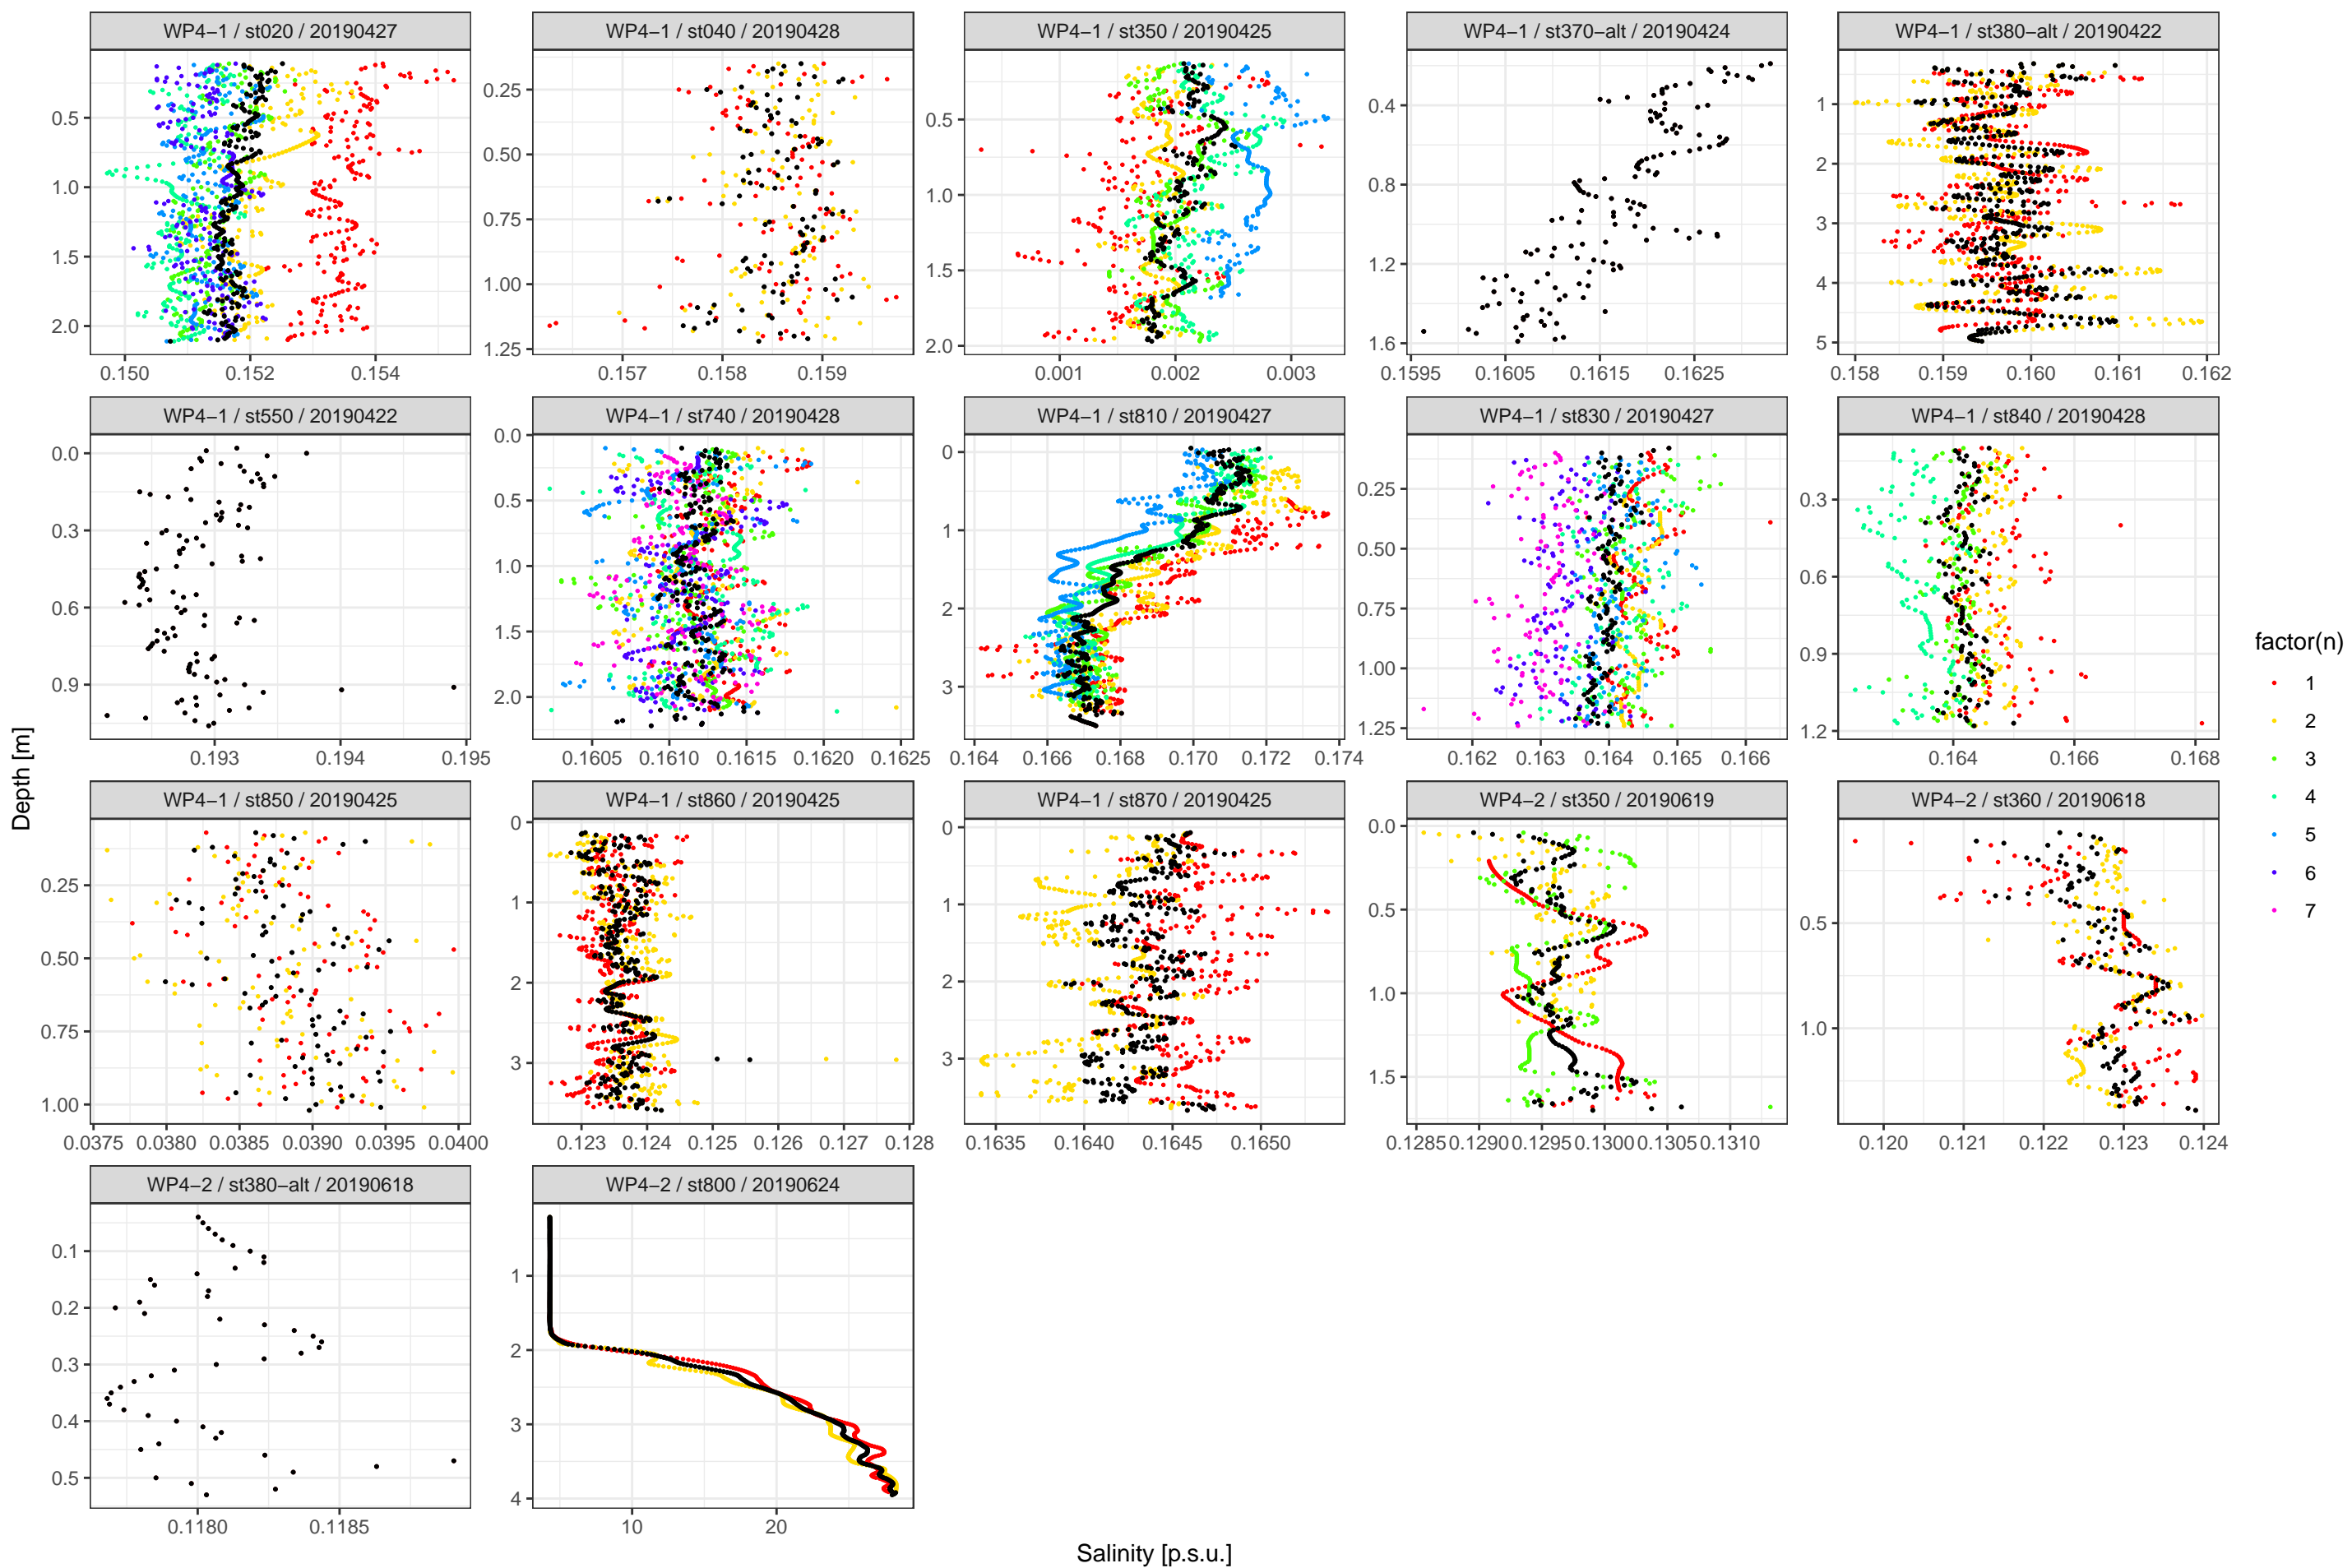 WP4−1 / st020 / 20190427
WP4−1 / st040 / 20190428
WP4−1 / st350 / 20190425
WP4−1 / st370−alt / 20190424
WP4−1 / st380−alt / 20190422
0.5
1.0
1.5
2.0
0.150 0.152 0.154
0.25
0.50
0.75
1.00
1.25
0.157 0.158 0.159
0.5
1.0
1.5
2.0
0.001 0.002 0.003
0.4
0.8
1.2
1.6
0.1595 0.1605 0.1615 0.1625
1
2
3
4
5
0.158 0.159 0.160 0.161 0.162
WP4−1 / st550 / 20190422
WP4−1 / st740 / 20190428
WP4−1 / st810 / 20190427
WP4−1 / st830 / 20190427
WP4−1 / st840 / 20190428
0.0
0.3
0.6
0.9
0.193 0.194 0.195
0.0
0.5
1.0
1.5
2.0
0.1605 0.1610 0.1615 0.1620 0.1625
0
1
2
3
0.164 0.166 0.168 0.170 0.172 0.174
0.25
0.50
0.75
1.00
1.25
0.162 0.163 0.164 0.165 0.166
0.3
0.6
0.9
1.2
0.164 0.166 0.168
WP4−1 / st850 / 20190425
WP4−1 / st860 / 20190425
WP4−1 / st870 / 20190425
WP4−2 / st350 / 20190619
WP4−2 / st360 / 20190618
0.25
0.50
0.75
1.00
0.0375 0.0380 0.0385 0.0390 0.0395 0.0400
0
1
2
3
0.123 0.124 0.125 0.126 0.127 0.128
0
1
2
3
0.1635 0.1640 0.1645 0.1650
0.0
0.5
1.0
1.5
0.1285 0.1290 0.1295 0.1300 0.1305 0.1310
0.5
1.0
0.120 0.121 0.122 0.123 0.124
WP4−2 / st380−alt / 20190618
WP4−2 / st800 / 20190624
0.1
0.2
0.3
0.4
0.5
0.1180 0.1185
1
2
3
4
10 20
Depth [m]
Salinity [p.s.u.]
factor(n)
1
2
3
4
5
6
7